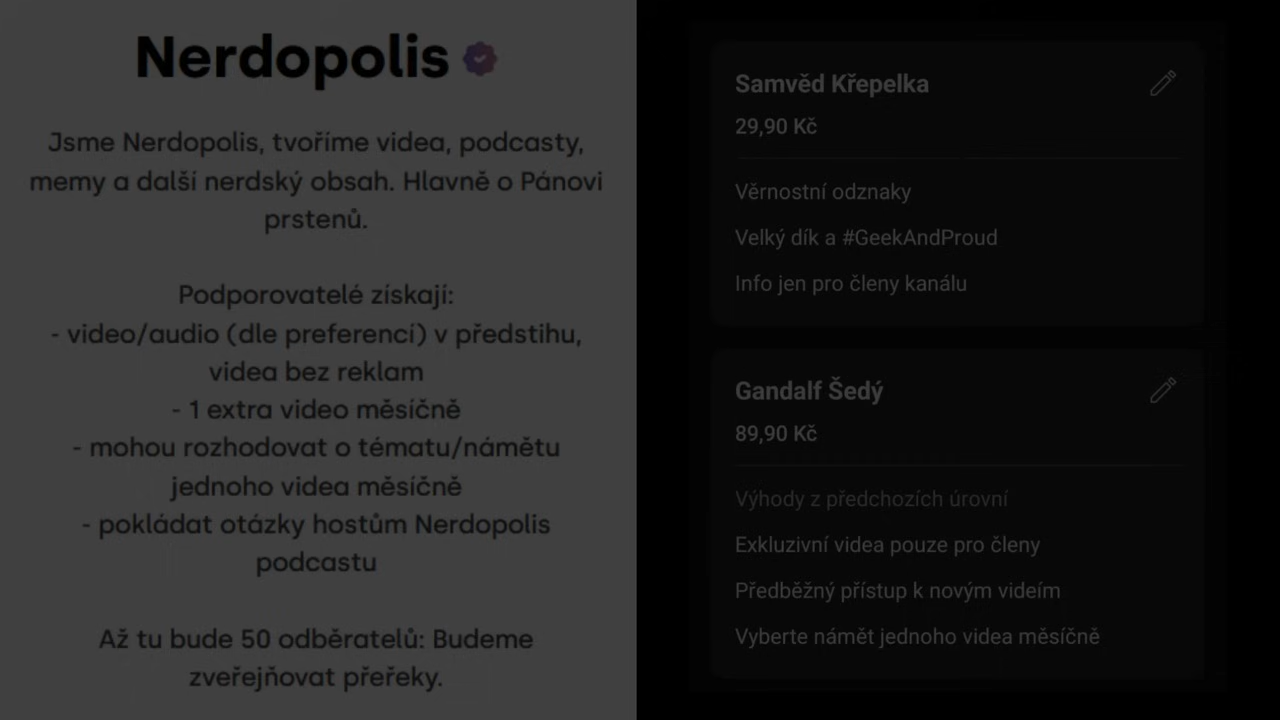 Nerdopolis
Jsme Nerdopolis, tvoříme videa, podcasty,
memy a další nerdský obsah. Hlavně o Pánovi
prstenů.
Podporovatelé získají:
- video/audio (dle preferencí) v předstihu,
videa bez reklam
- 1 extra video měsíčně
- mohou rozhodovat o tématu/námětu
jednoho videa měsíčně
- pokládat otázky hostům Nerdopolis
podcastu
Až tu bude 50 odběratelů: Budeme
zveřejňovat přeřeky.
Samvěd Křepelka
29,90 Kč
Věrnostní odznaky
Velký dík a #GeekAndProud
Info jen pro členy kanálu
Gandalf Šedý
89,90 Kč
Výhody z předchozích úrovní
Exkluzivní videa pouze pro členy
Předběžný přístup k novým videím
Vyberte námět jednoho videa měsíčně